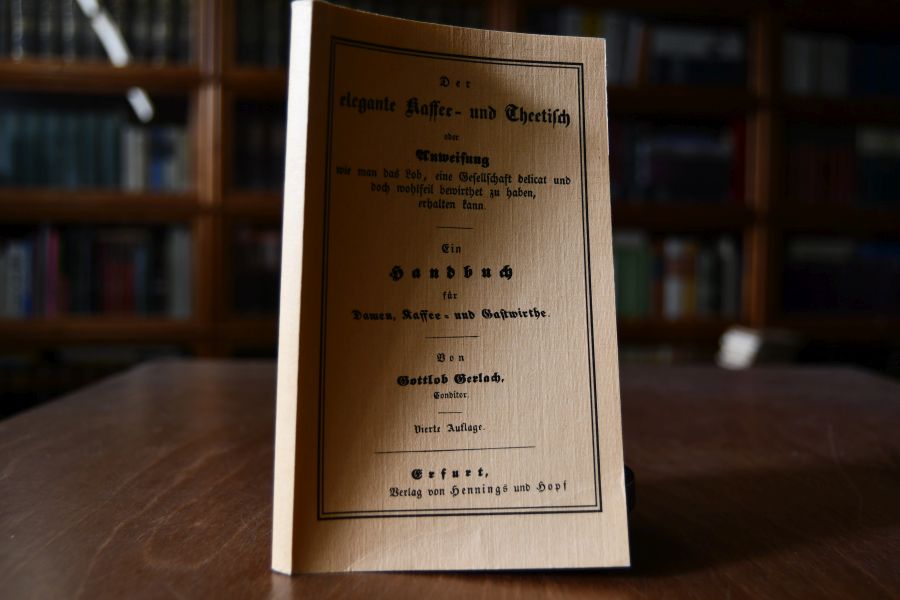 Der
elegante Kaffee- und Theetisch
oder
Anweisung
wie man das Lob, eine Gesellschaft delicat und
doch wohlfeil bewirthet zu haben,
erhalten kann.
Ein
Handbuch
für
Damen, Kaffee- und Gastwirthe.
Von
Gottlob Gerlach,
Conditor.
Vierte Auflage.
Erfurt,
Verlag von Hennings und Hopf